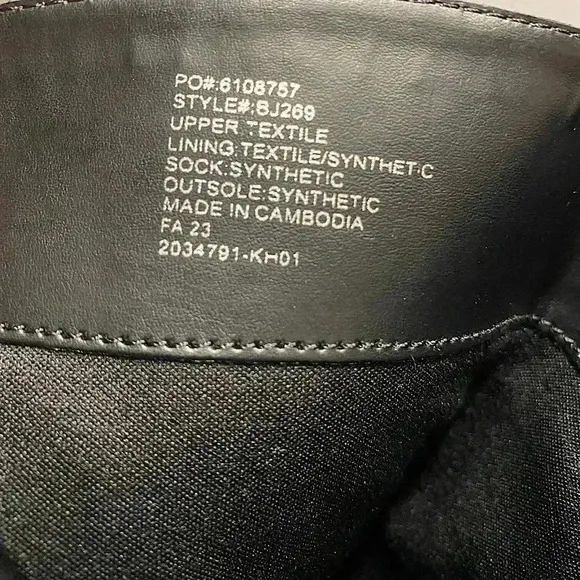 PO#:6108757
STYLE#:BJ269
UPPER:TEXTILE
LINING:TEXTILE/SYNTHETIC
SOCK:SYNTHETIC
OUTSOLE:SYNTHETIC
MADE IN CAMBODIA
FA 23
2034791-KH01